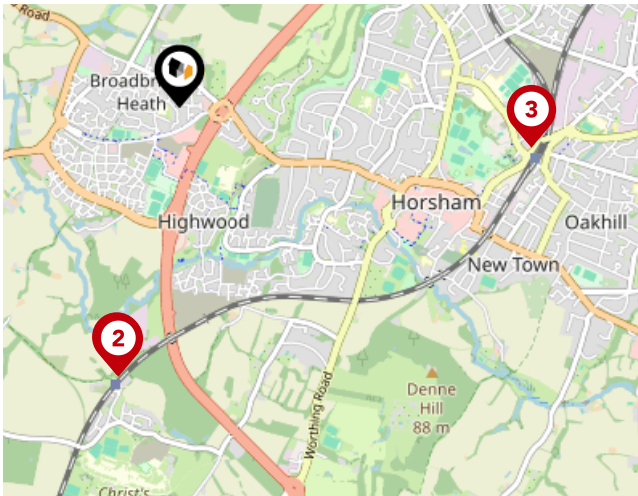 Road
Broadbr
Heath
3
Horsham
Highwood
Oakhill
New Town
2
Denne
Hill
88 m
Worthing Road
Christ's